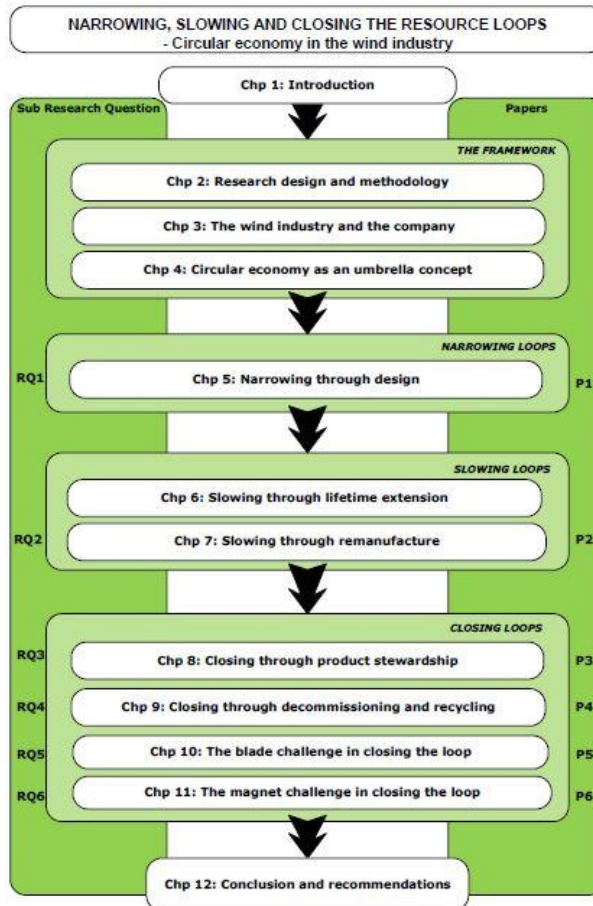 NARROWING, SLOWING AND CLOSING THE RESOURCE LOOPS
- Circular economy in the wind industry
Chp 1: Introduction
Sub Research Question
Papers
THE FRAMEWORK
Chp 2: Research design and methodology
Chp 3: The wind industry and the company
Chp 4: Circular economy as an umbrella concept
NARROWING LOOPS
RQ1
Chp 5: Narrowing through design
P1
SLOWING LOOPS
Chp 6: Slowing through lifetime extension
RQ2
Chp 7: Slowing through remanufacture
P2
CLOSING LOOPS
RQ3
Chp 8: Closing through product stewardship
P3
RQ4
Chp 9: Closing through decommissioning and recycling
P4
RQ5
Chp 10: The blade challenge in closing the loop
P5
RQ6
Chp 11: The magnet challenge in closing the loop
P6
Chp 12: Conclusion and recommendations